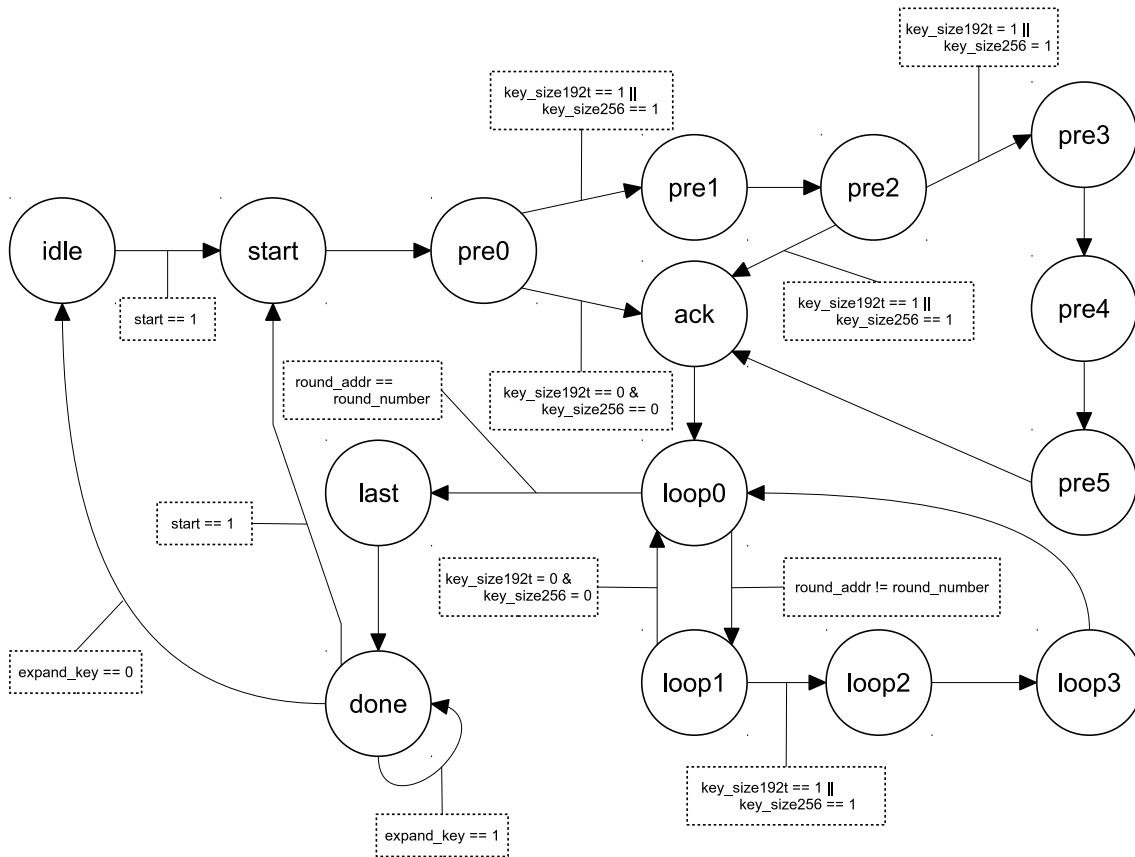 key_size192t = 1 ||
key_size256 = 1
key_size192t == 1 ||
key_size256 == 1
pre3
pre1
pre2
idle
start
pre0
start == 1
ack
key_size192t == 1 ||
key_size256 == 1
pre4
round_addr ==
round_number
key_size192t == 0 &
key_size256 == 0
last
loop0
pre5
start == 1
key_size192t = 0 &
key_size256 = 0
round_addr != round_number
expand_key == 0
done
loop1
loop2
loop3
key_size192t == 1 ||
key_size256 == 1
expand_key == 1